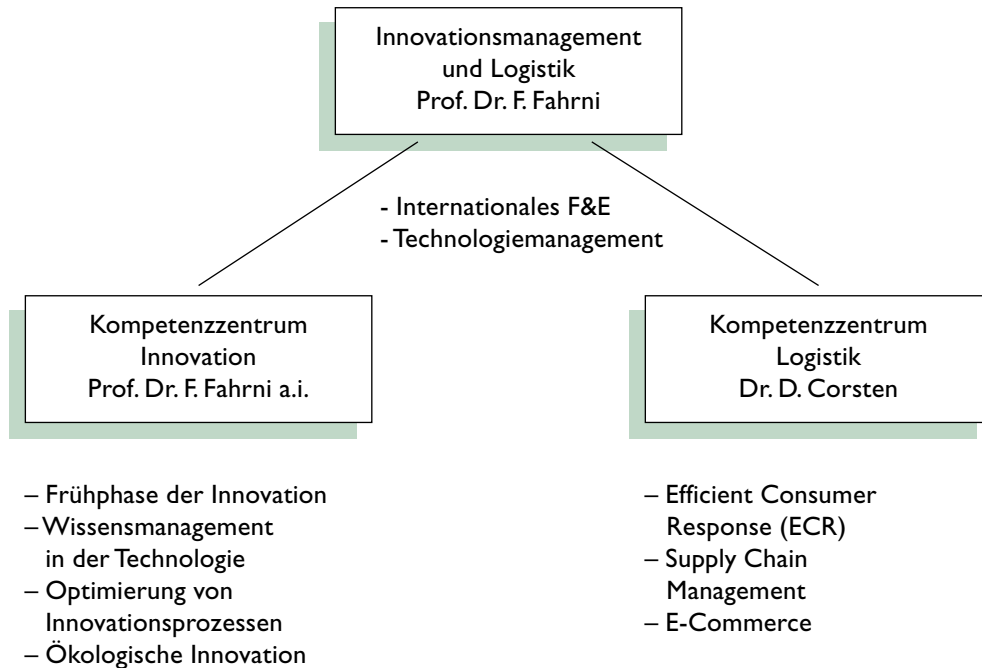 Innovationsmanagement
und Logistik
Prof. Dr. F. Fahrni
- Internationales F&E
- Technologiemanagement
Kompetenzzentrum
Innovation
Prof. Dr. F. Fahrni a.i.
Kompetenzzentrum
Logistik
Dr. D. Corsten
– Frühphase der Innovation
– Wissensmanagement
in der Technologie
– Optimierung von
Innovationsprozessen
– Ökologische Innovation
– Efficient Consumer
Response (ECR)
– Supply Chain
Management
– E-Commerce